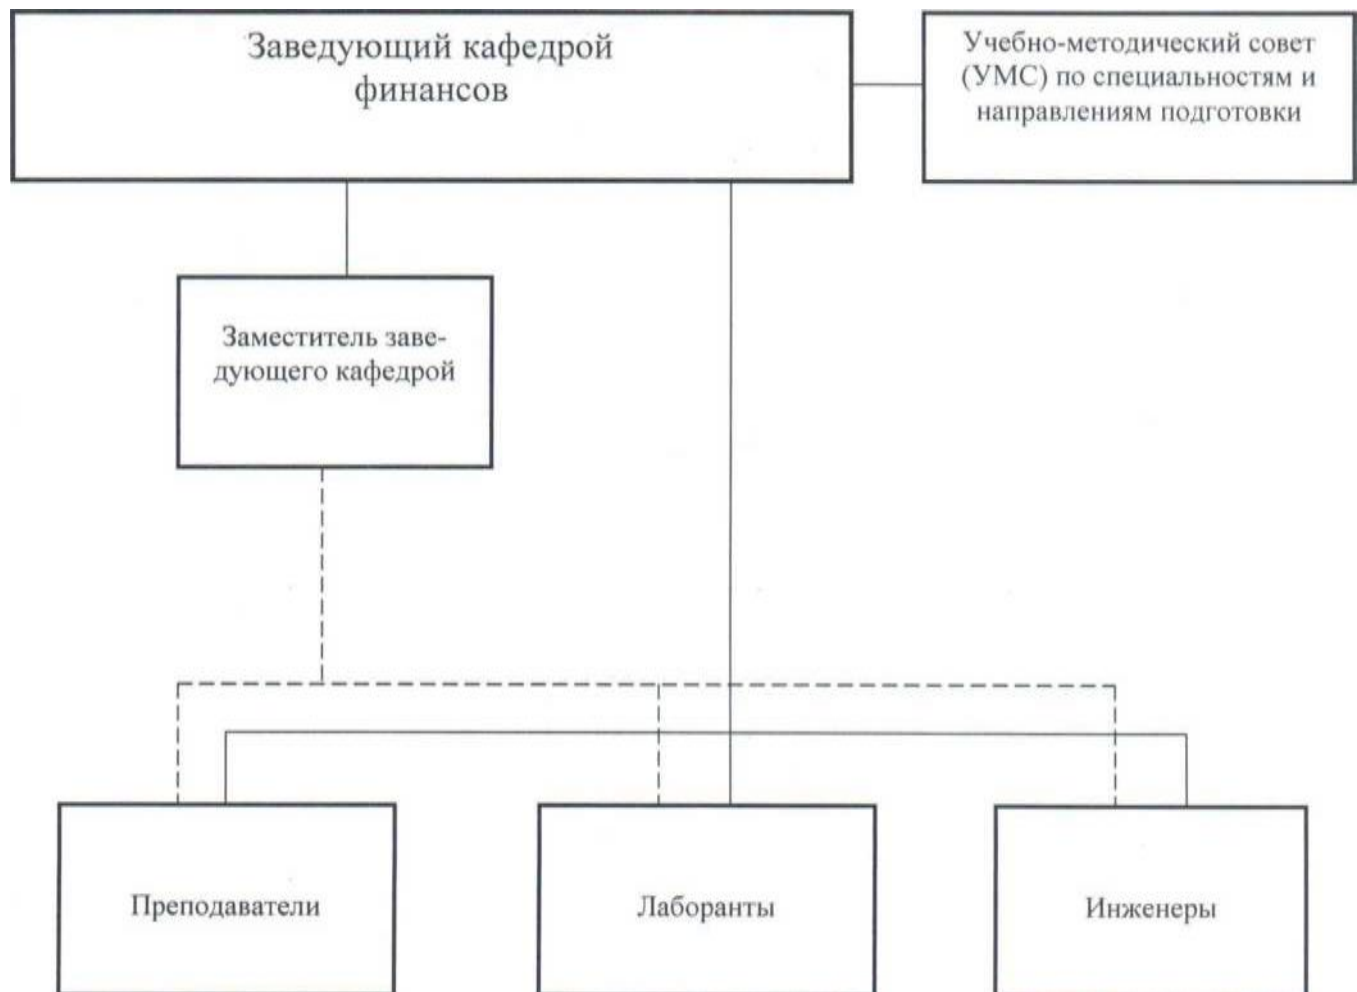 Заведующий кафедрой
финансов
Учебно-методический совет
(УМС) по специальностям и
направлениям подготовки
Заместитель заве-
дующего кафедрой
Преподаватели
Лаборанты
Инженеры